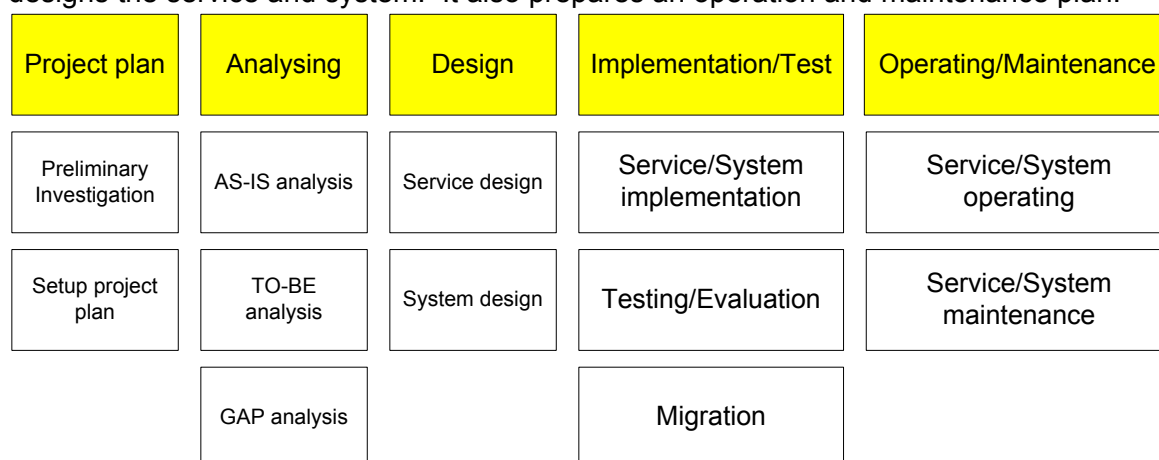 designs the service and system. It also prepares an operation and maintenance plan.
Project plan
Analysing
Design
Implementation/Test
Operating/Maintenance
Preliminary
Investigation
AS-IS analysis
Service design
Service/System
implementation
Service/System
operating
Setup project
plan
TO-BE
analysis
System design
Testing/Evaluation
Service/System
maintenance
GAP analysis
Migration